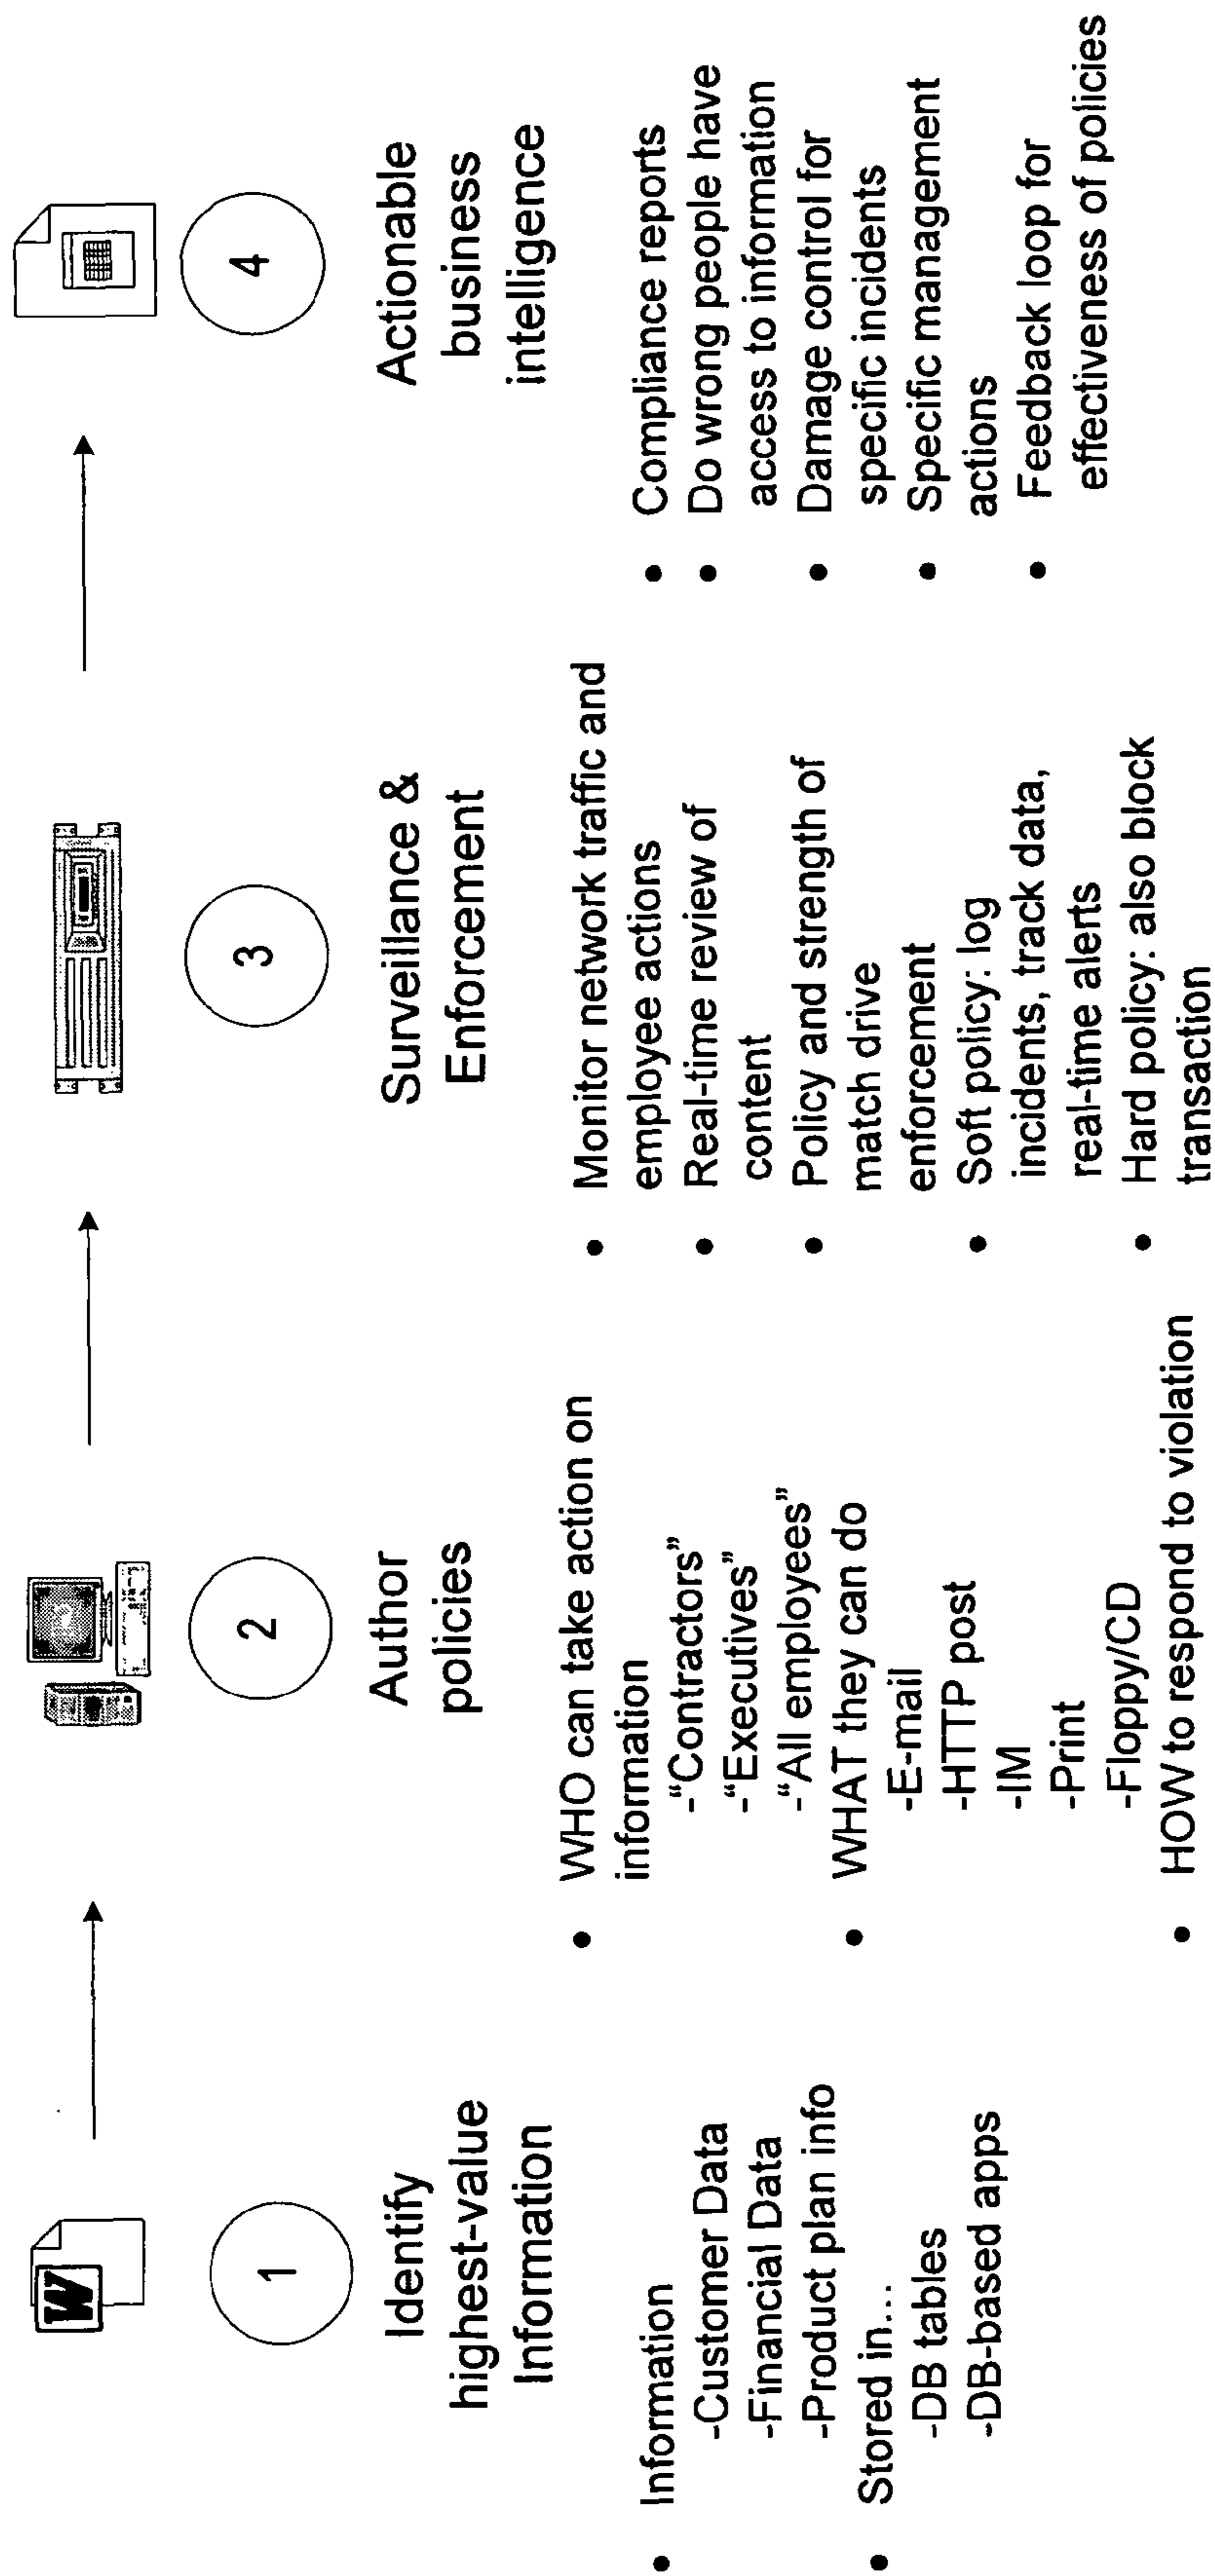 W
1
Identify
highest-value
Information
• Information
-Customer Data
-Financial Data
-Product plan info
• Stored in...
-DB tables
-DB-based apps
2
Author
policies
• WHO can take action on
information
-“Contractors”
-“Executives”
-“All employees”
• WHAT they can do
-E-mail
-HTTP post
-IM
-Print
-Floppy/CD
• HOW to respond to violation
3
Surveillance &
Enforcement
• Monitor network traffic and
employee actions
• Real-time review of
content
• Policy and strength of
match drive
enforcement
• Soft policy: log
incidents, track data,
real-time alerts
• Hard policy: also block
transaction
4
Actionable
business
intelligence
• Compliance reports
• Do wrong people have
access to information
• Damage control for
specific incidents
• Specific management
actions
• Feedback loop for
effectiveness of policies